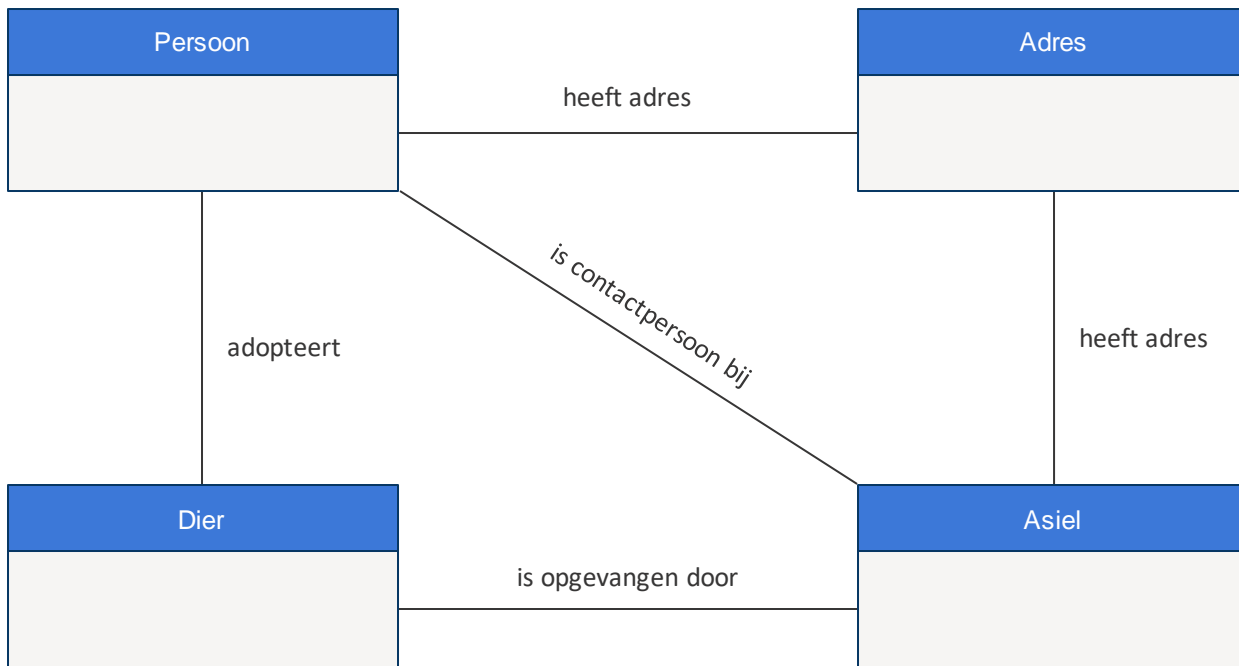 Persoon
Adres
heeft adres
is contactpersoon bij
adopteert
heeft adres
Dier
Asiel
is opgevangen door